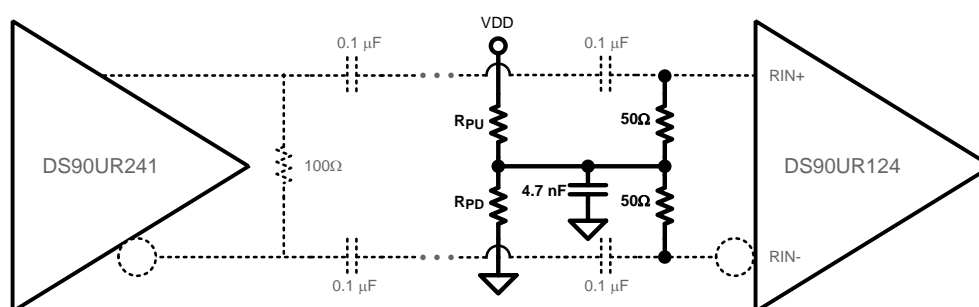 VDD
0.1 μF
0.1 μF
RIN+
RPU
50Ω
DS90UR241
100Ω
DS90UR124
4.7 nF
RPD
50Ω
RIN-
0.1 μF
0.1 μF